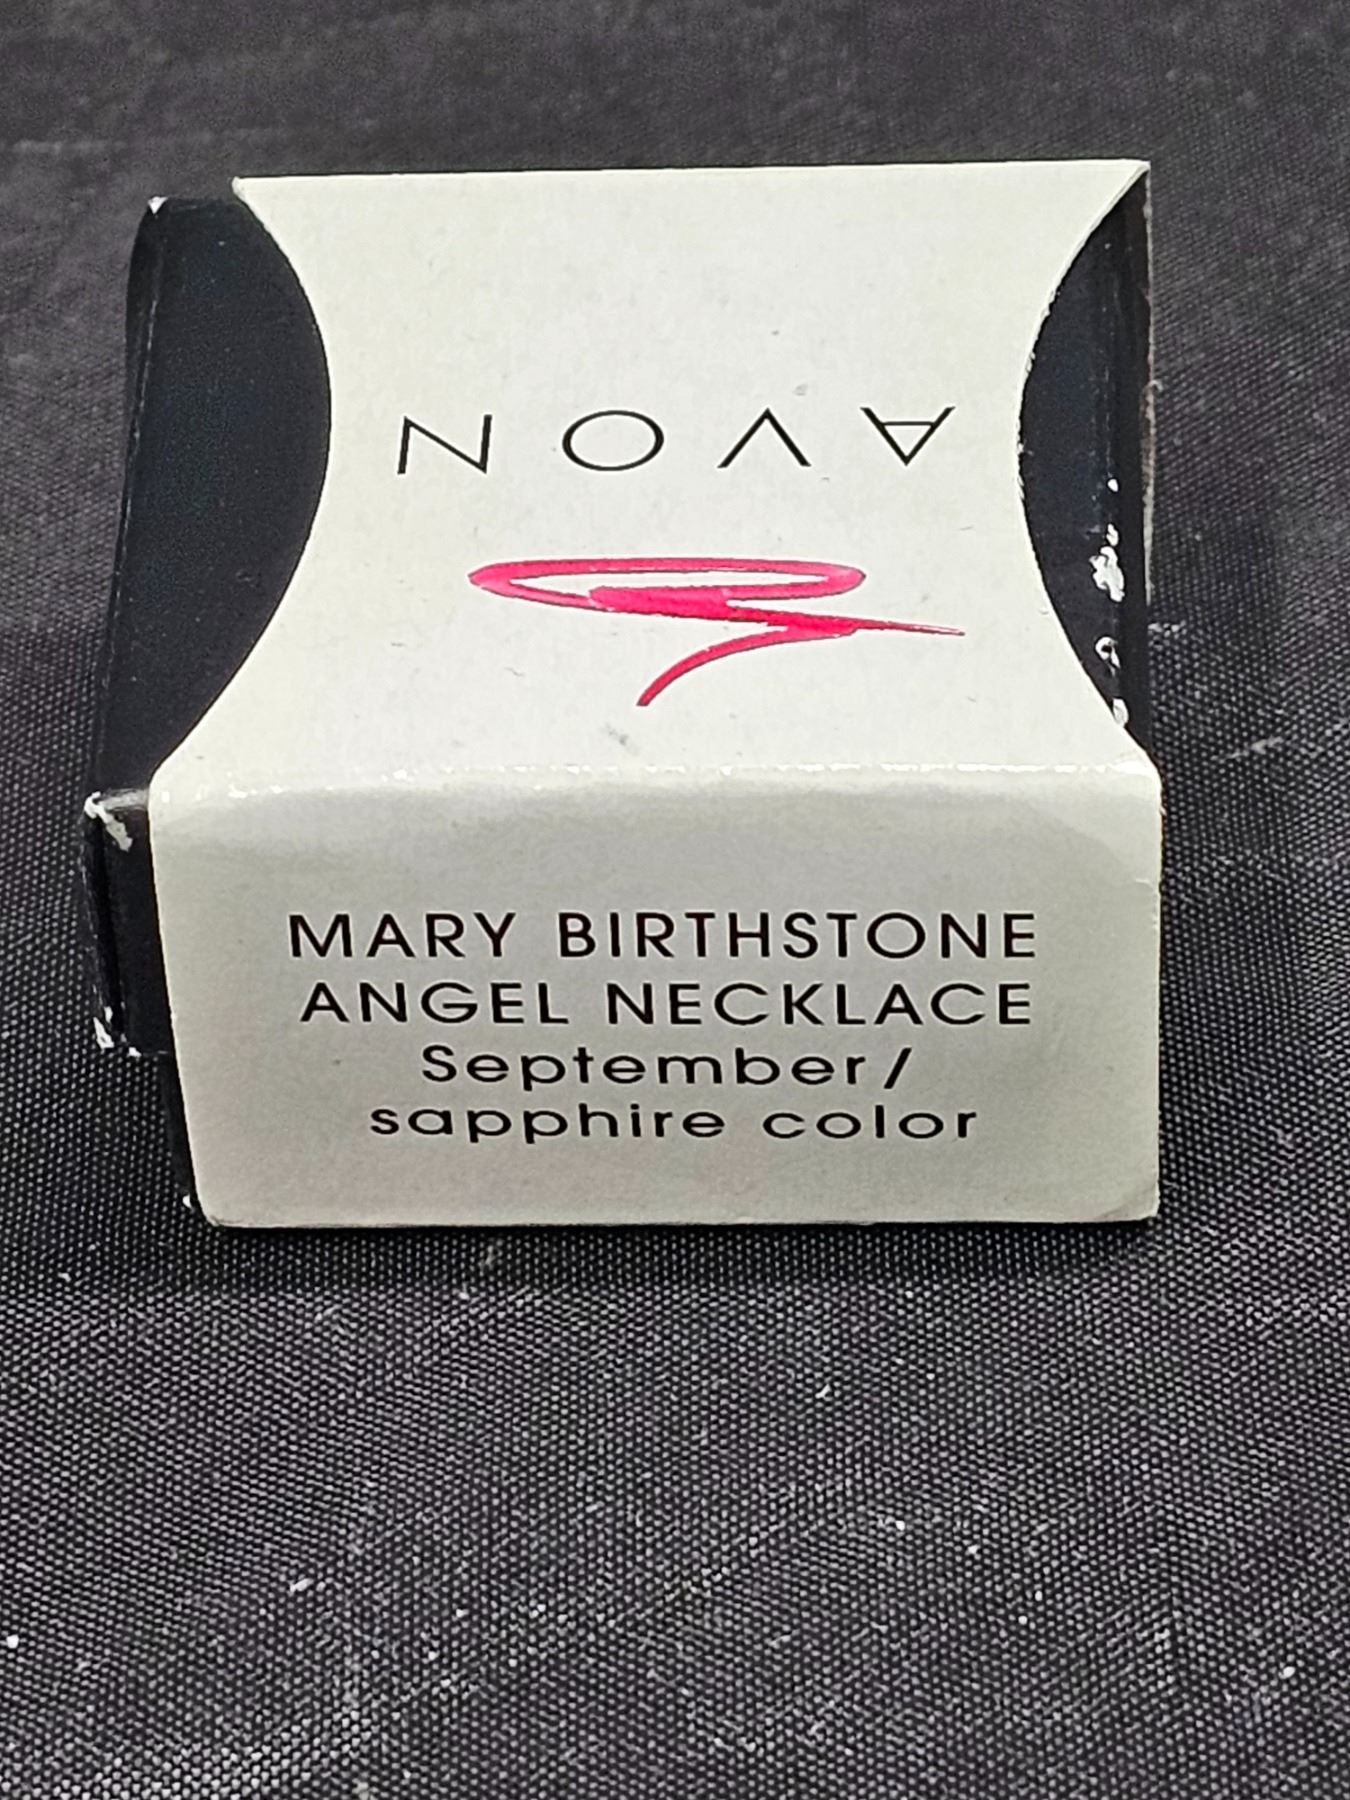 AVON
MARY BIRTHSTONE
ANGEL NECKLACE
September/
sapphire color